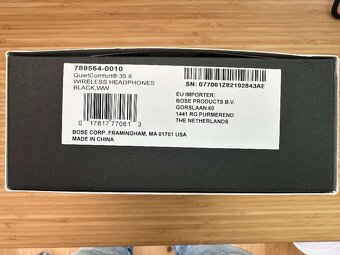 789564-0010
QuietComfort® 35 II
WIRELESS HEADPHONES
BLACK,WW
0 17817 77061 3
BOSE CORP, FRAMINGHAM, MA 01701 USA
MADE IN CHINA
SN: 077061Z82192843AE
EU IMPORTER:
BOSE PRODUCTS B.V.
GORSLAAN 60
1441 RG PURMEREND
THE NETHERLANDS